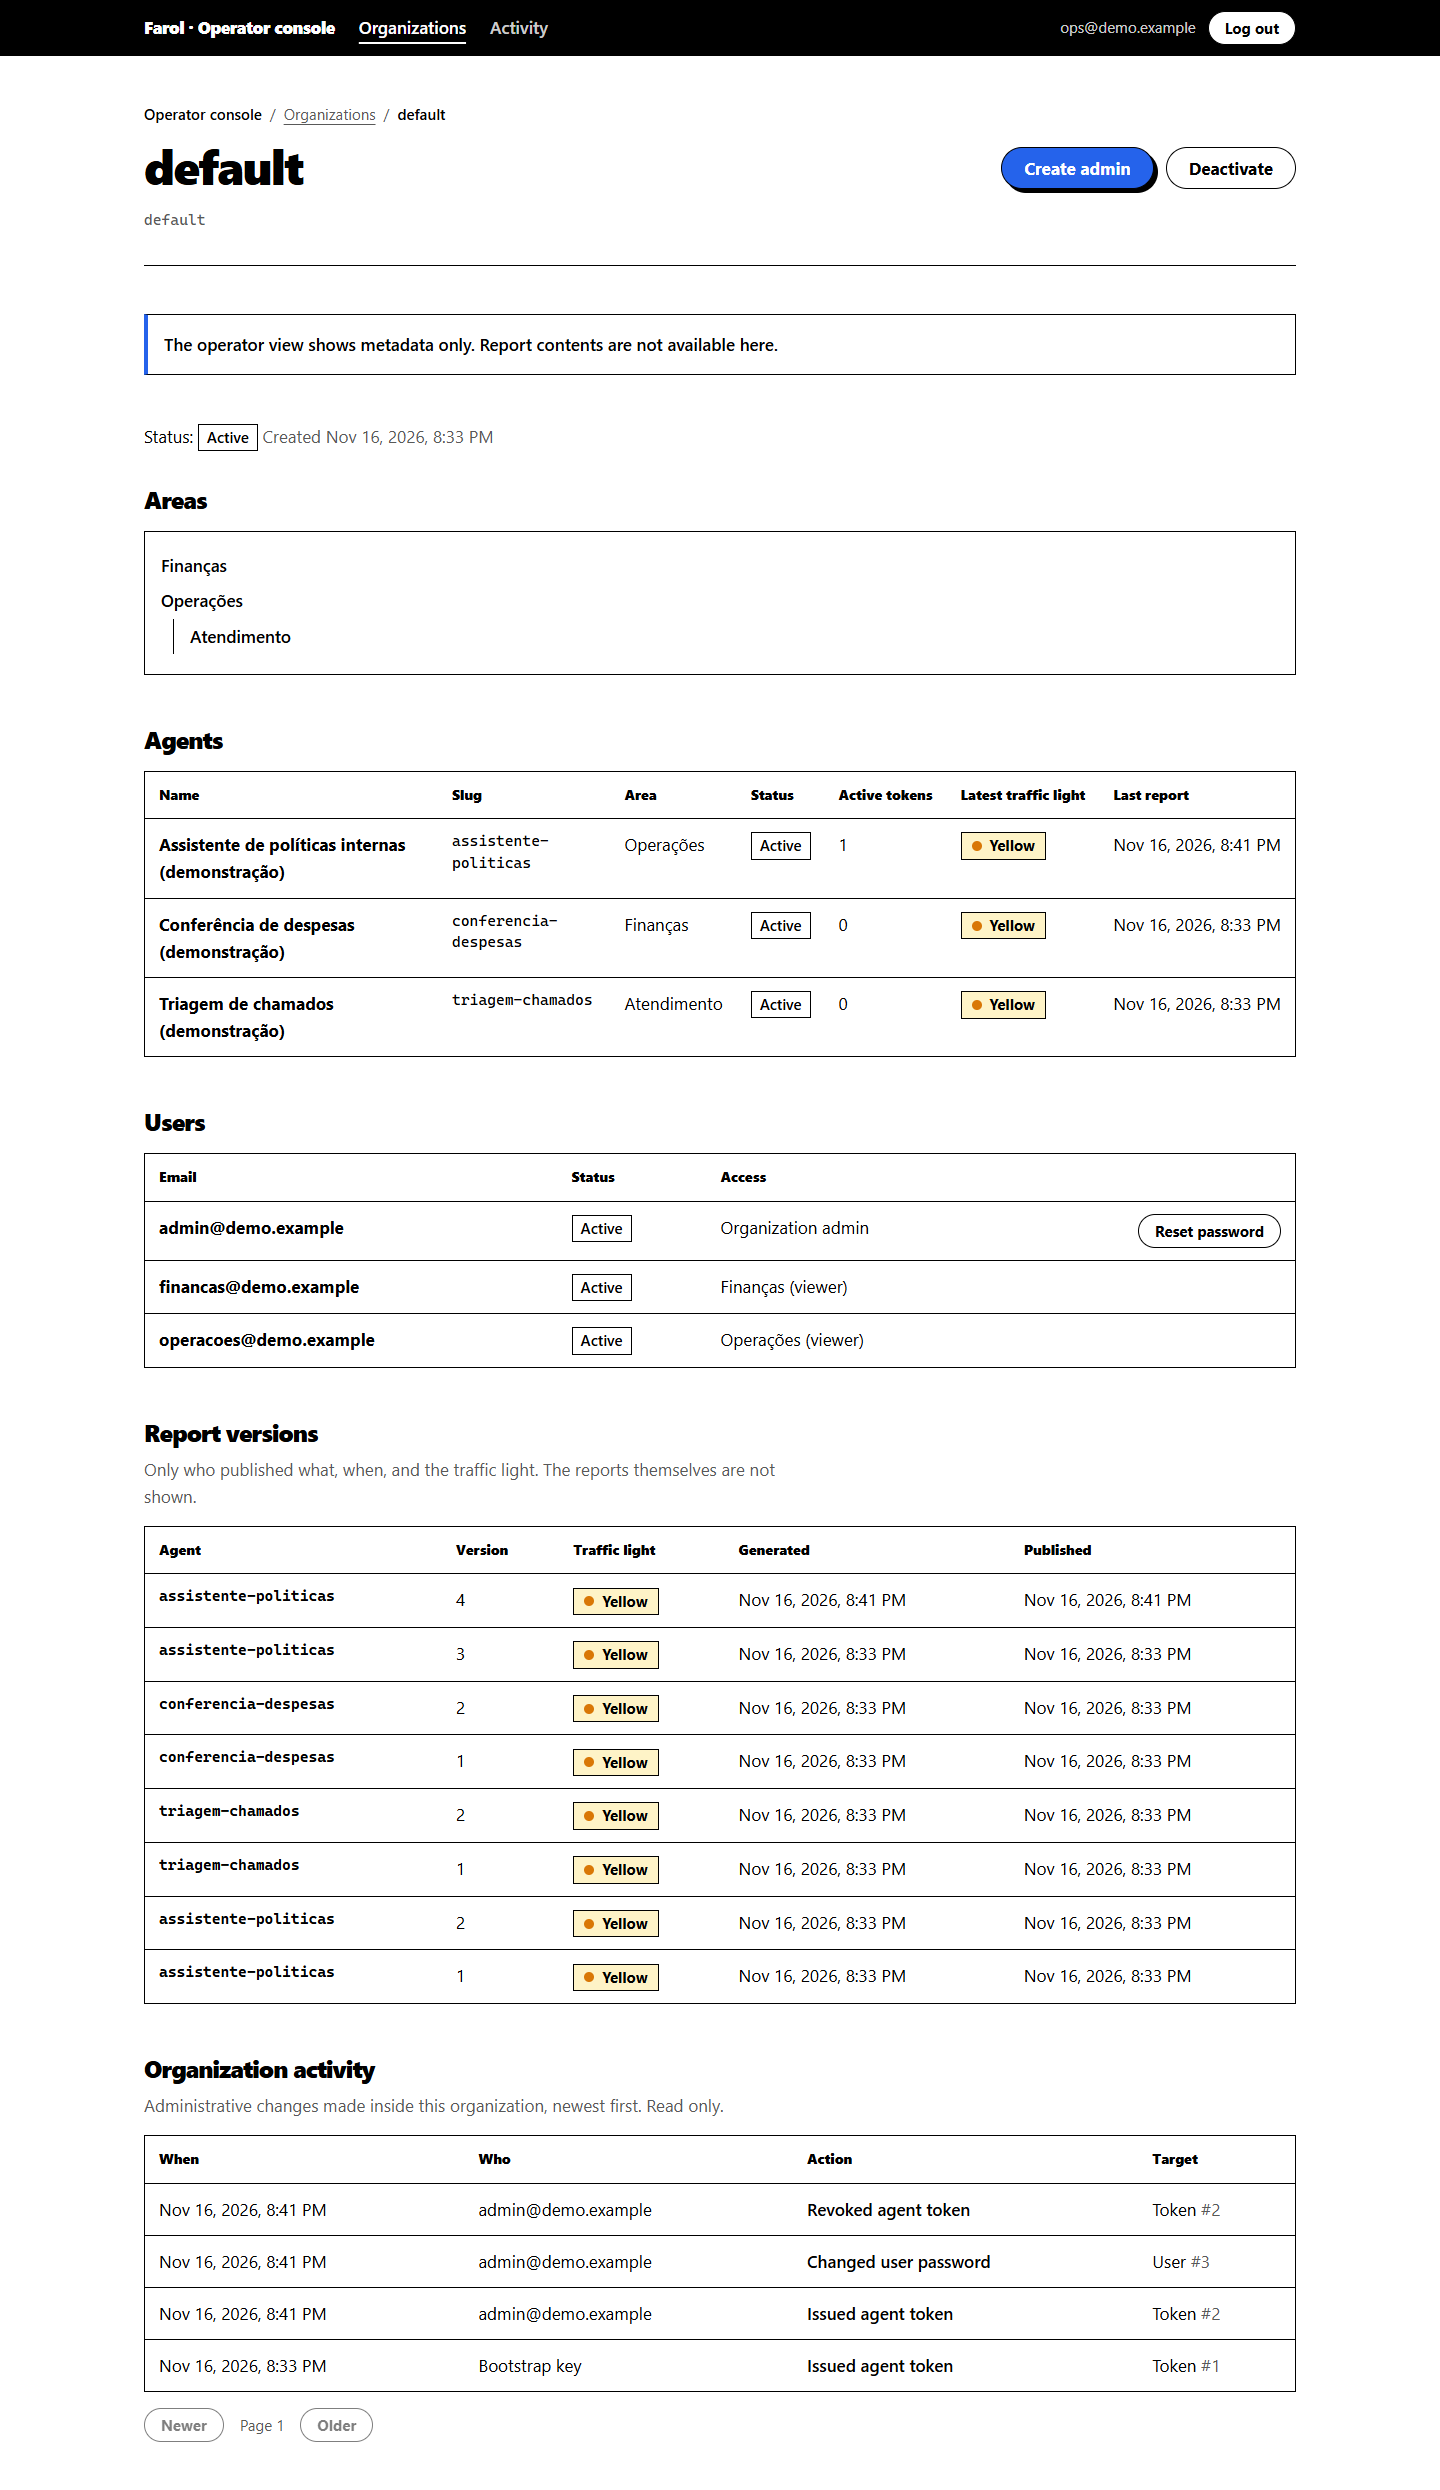 Farol · Operator console Organizations Activity ops@demo.example Log out
Operator console / Organizations / default
default Create admin Deactivate
default
The operator view shows metadata only. Report contents are not available here.
Status: Active Created Nov 16, 2026, 8:33 PM
Areas
Finanças
Operações
Atendimento
Agents
Name Slug Area Status Active tokens Latest traffic light Last report
Assistente de políticas internas (demonstração) assistente-politicas Operações Active 1 Yellow Nov 16, 2026, 8:41 PM
Conferência de despesas (demonstração) conferencia-despesas Finanças Active 0 Yellow Nov 16, 2026, 8:33 PM
Triagem de chamados (demonstração) triagem-chamados Atendimento Active 0 Yellow Nov 16, 2026, 8:33 PM
Users
Email Status Access
admin@demo.example Active Organization admin Reset password
financas@demo.example Active Finanças (viewer)
operacoes@demo.example Active Operações (viewer)
Report versions
Only who published what, when, and the traffic light. The reports themselves are not
shown.
Agent Version Traffic light Generated Published
assistente-politicas 4 Yellow Nov 16, 2026, 8:41 PM Nov 16, 2026, 8:41 PM
assistente-politicas 3 Yellow Nov 16, 2026, 8:33 PM Nov 16, 2026, 8:33 PM
conferencia-despesas 2 Yellow Nov 16, 2026, 8:33 PM Nov 16, 2026, 8:33 PM
conferencia-despesas 1 Yellow Nov 16, 2026, 8:33 PM Nov 16, 2026, 8:33 PM
triagem-chamados 2 Yellow Nov 16, 2026, 8:33 PM Nov 16, 2026, 8:33 PM
triagem-chamados 1 Yellow Nov 16, 2026, 8:33 PM Nov 16, 2026, 8:33 PM
assistente-politicas 2 Yellow Nov 16, 2026, 8:33 PM Nov 16, 2026, 8:33 PM
assistente-politicas 1 Yellow Nov 16, 2026, 8:33 PM Nov 16, 2026, 8:33 PM
Organization activity
Administrative changes made inside this organization, newest first. Read only.
When Who Action Target
Nov 16, 2026, 8:41 PM admin@demo.example Revoked agent token Token #2
Nov 16, 2026, 8:41 PM admin@demo.example Changed user password User #3
Nov 16, 2026, 8:41 PM admin@demo.example Issued agent token Token #2
Nov 16, 2026, 8:33 PM Bootstrap key Issued agent token Token #1
Newer Page 1 Older